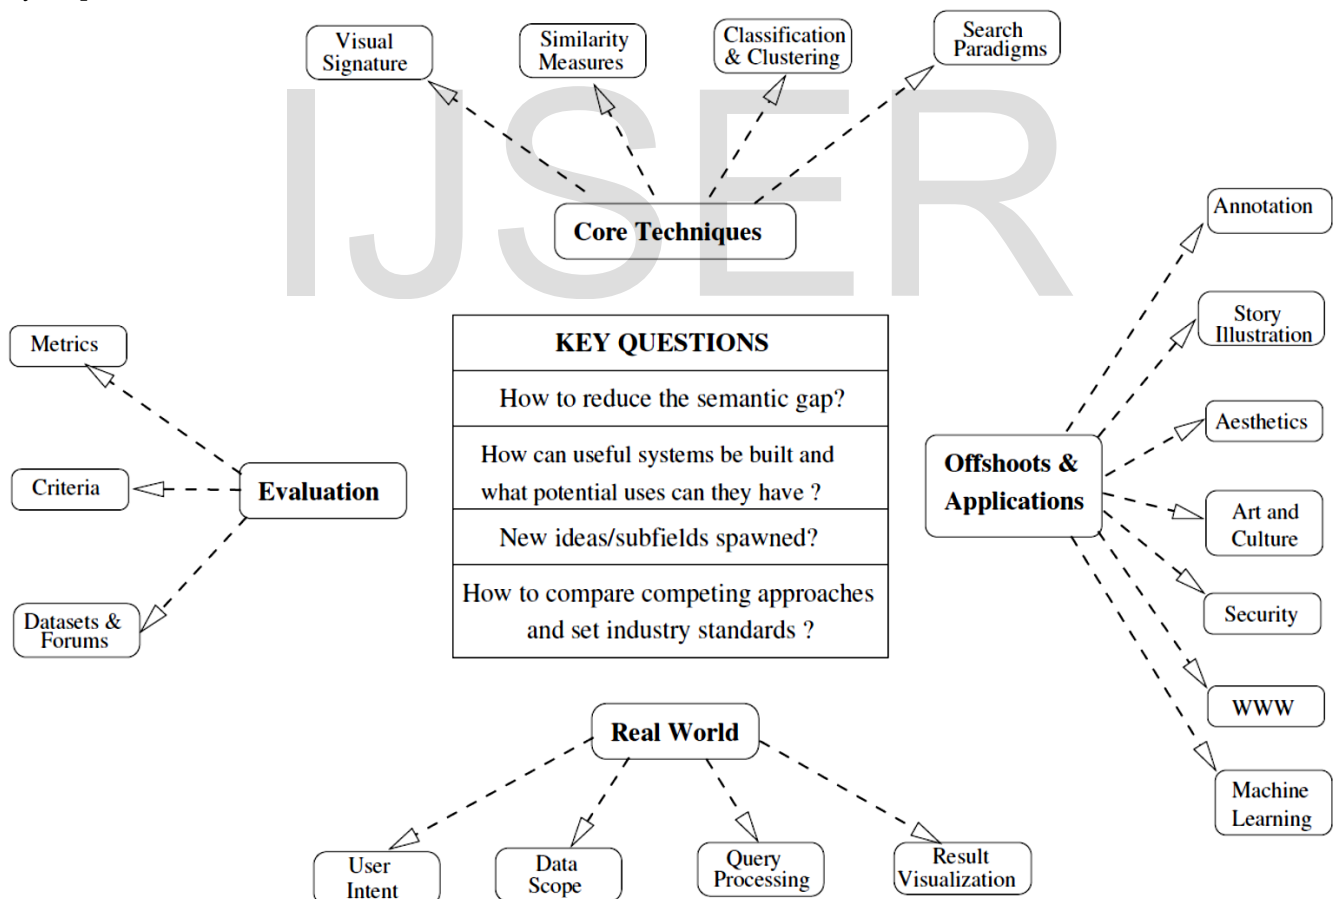 Visual
Signature
Similarity
Measures
Classification
& Clustering
Search
Paradigms
IJSER
Core Techniques
Metrics
Criteria
Datasets &
Forums
Evaluation
KEY QUESTIONS
How to reduce the semantic gap?
How can useful systems be built and
what potential uses can they have ?
New ideas/subfields spawned?
How to compare competing approaches
and set industry standards ?
Offshoots &
Applications
Annotation
Story
Illustration
Aesthetics
Art and
Culture
Security
WWW
Machine
Learning
Real World
User
Intent
Data
Scope
Query
Processing
Result
Visualization